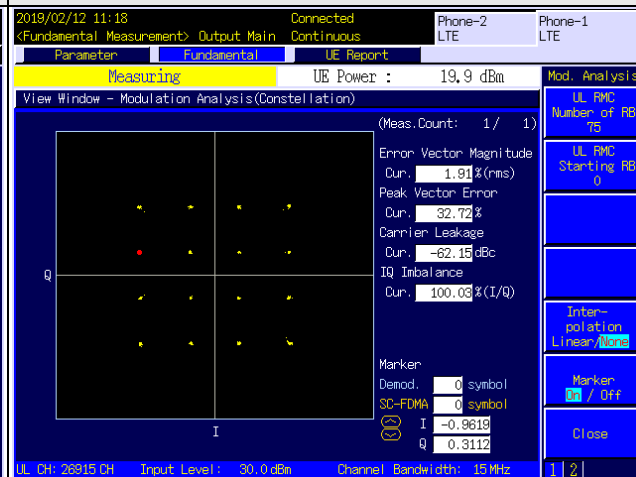 2019/02/12 11:18 Connected Phone-2 Phone-1
<Fundamental Measurement> Output Main Continuous LTE LTE
Parameter Fundamental UE Report
Measuring UE Power : 19.9 dBm Mod. Analysis
View Window - Modulation Analysis(Constellation)
(Meas.Count: 1/ 1)
Error Vector Magnitude
Cur. 1.91 %(rms)
Peak Vector Error
Cur. 32.72 %
Carrier Leakage
Cur. -62.15 dBc
IQ Imbalance
Cur. 100.03 %(I/Q)
Marker
Demod. 0 symbol
SC-FDMA 0 symbol
I -0.9619
Q 0.3112
Q
I
UL RMC
Number of RB
75
UL RMC
Starting RB
0
Inter-
polation
Linear/None
Marker
On / Off
Close
UL CH: 26915 CH Input Level: 30.0 dBm Channel Bandwidth: 15 MHz 1 2